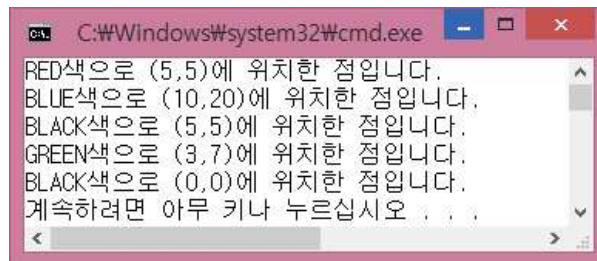 C:\Windows\system32\cmd.exe
RED색으로 (5,5)에 위치한 점입니다.
BLUE색으로 (10,20)에 위치한 점입니다.
BLACK색으로 (5,5)에 위치한 점입니다.
GREEN색으로 (3,7)에 위치한 점입니다.
BLACK색으로 (0,0)에 위치한 점입니다.
계속하려면 아무 키나 누르십시오 . . .